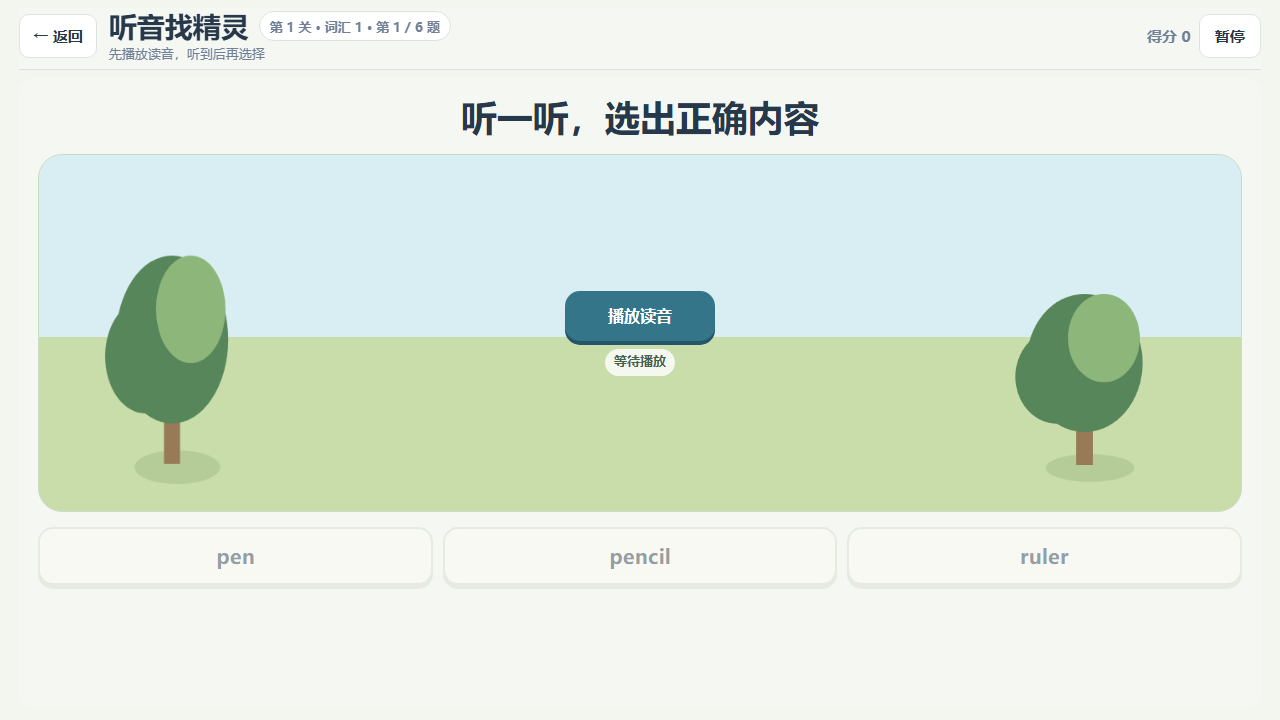 ← 返回
听音找精灵
第 1 关 • 词汇 1 • 第 1 / 6 题
先播放读音，听到后再选择
得分 0
暂停
听一听，选出正确内容
播放读音
等待播放
pen
pencil
ruler